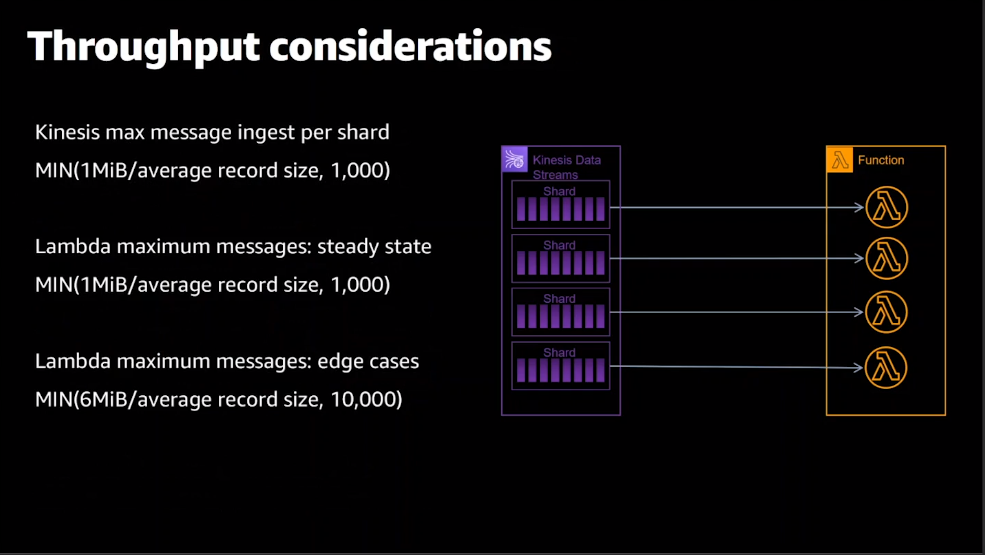 Throughput considerations
Kinesis max message ingest per shard
MIN(1MiB/average record size, 1,000)
Lambda maximum messages: steady state
MIN(1MiB/average record size, 1,000)
Lambda maximum messages: edge cases
MIN(6MiB/average record size, 10,000)
Kinesis Data
Streams
Shard
Shard
Shard
Shard
Function